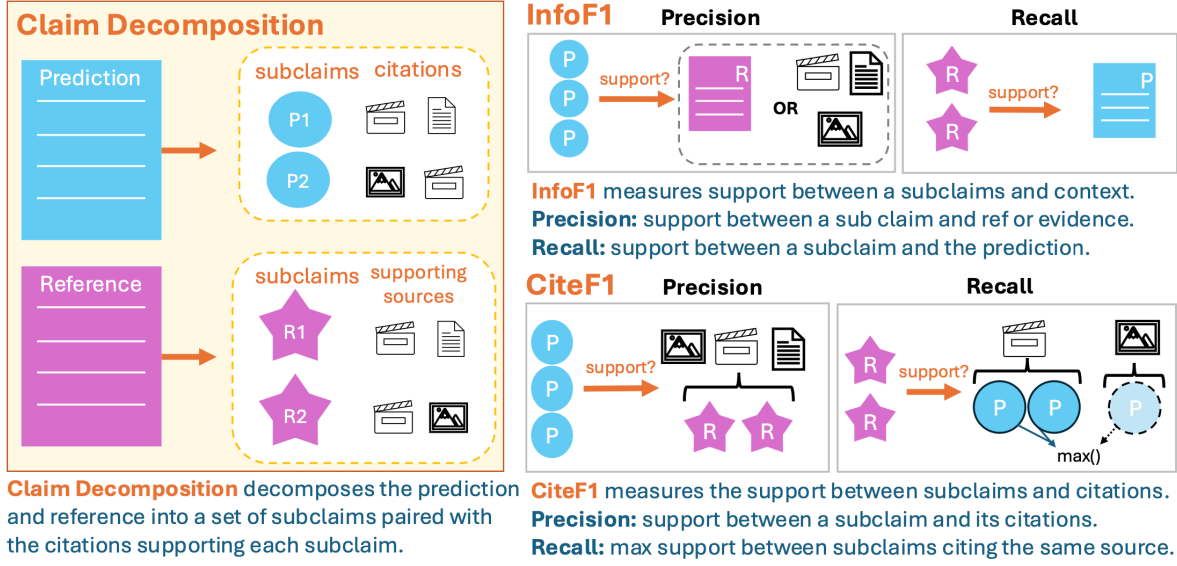 Claim Decomposition
Prediction
subclaims citations
P1
P2
Reference
subclaims supporting
sources
R1
R2
Claim Decomposition decomposes the prediction
and reference into a set of subclaims paired with
the citations supporting each subclaim.
InfoF1
Precision
Recall
P
P
P
support?
R
OR
R
R
support?
P
InfoF1 measures support between a subclaims and context.
Precision: support between a sub claim and ref or evidence.
Recall: support between a subclaim and the prediction.
CiteF1
Precision
Recall
P
P
P
support?
R R
R
R
support?
P P P
max()
CiteF1 measures the support between subclaims and citations.
Precision: support between a subclaim and its citations.
Recall: max support between subclaims citing the same source.